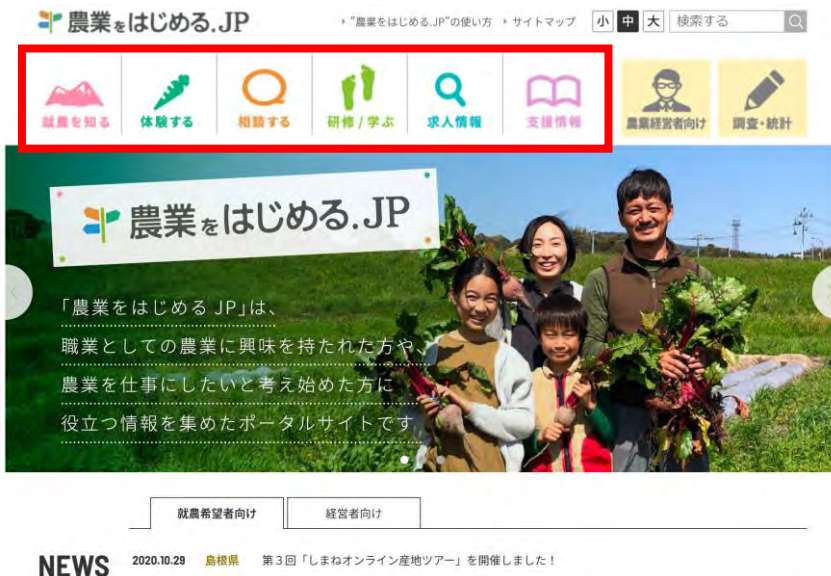 農業をはじめる.JP
"農業をはじめる.JP"の使い方 サイトマップ 小 中 大 検索する
就農を知る 体験する 相談する 研修/学ぶ 求人情報 支援情報 農業経営者向け 調査・統計
農業をはじめる.JP
「農業をはじめる JP」は、
職業としての農業に興味を持たれた方や、
農業を仕事にしたいと考え始めた方に
役立つ情報を集めたポータルサイトです
就農希望者向け 経営者向け
NEWS 2020.10.29 島根県 第3回「しまねオンライン産地ツアー」を開催しました！